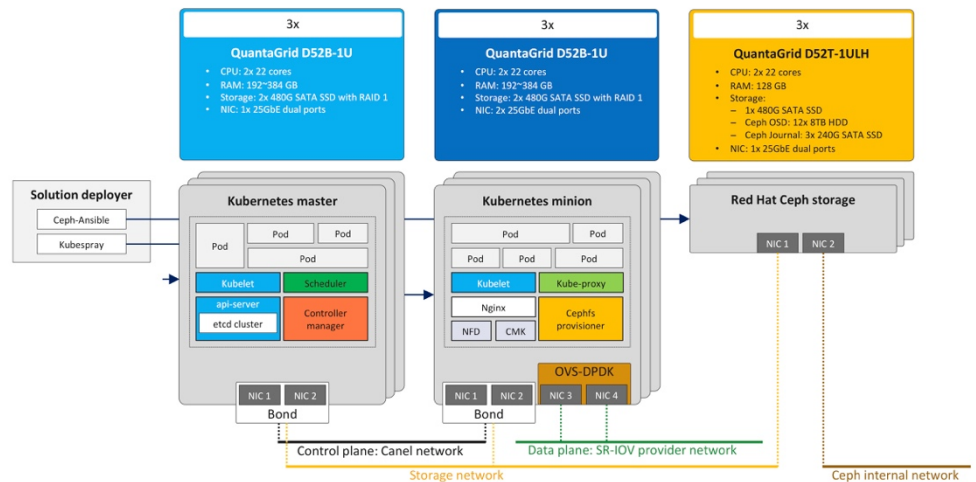 3x
QuantaGrid D52B-1U
• CPU: 2x 22 cores
• RAM: 192~384 GB
• Storage: 2x 480G SATA SSD with RAID 1
• NIC: 1x 25GbE dual ports
3x
QuantaGrid D52B-1U
• CPU: 2x 22 cores
• RAM: 192~384 GB
• Storage: 2x 480G SATA SSD with RAID 1
• NIC: 2x 25GbE dual ports
3x
QuantaGrid D52T-1ULH
• CPU: 2x 22 cores
• RAM: 128 GB
• Storage:
– 1x 480G SATA SSD
– Ceph OSD: 12x 8TB HDD
– Ceph Journal: 3x 240G SATA SSD
• NIC: 1x 25GbE dual ports
Solution deployer
Ceph-Ansible
Kubespray
Kubernetes master
Pod
Pod
Pod
Pod
Kubelet
Scheduler
api-server
etcd cluster
Controller
manager
NIC 1
NIC 2
Bond
Kubernetes minion
Pod
Pod
Pod
Pod
Pod
Kubelet
Kube-proxy
Nginx
NFD
CMK
Cephfs
provisioner
OVS-DPDK
NIC 1
NIC 2
NIC 3
NIC 4
Bond
Red Hat Ceph storage
NIC 1
NIC 2
Control plane: Canel network
Data plane: SR-IOV provider network
Storage network
Ceph internal network